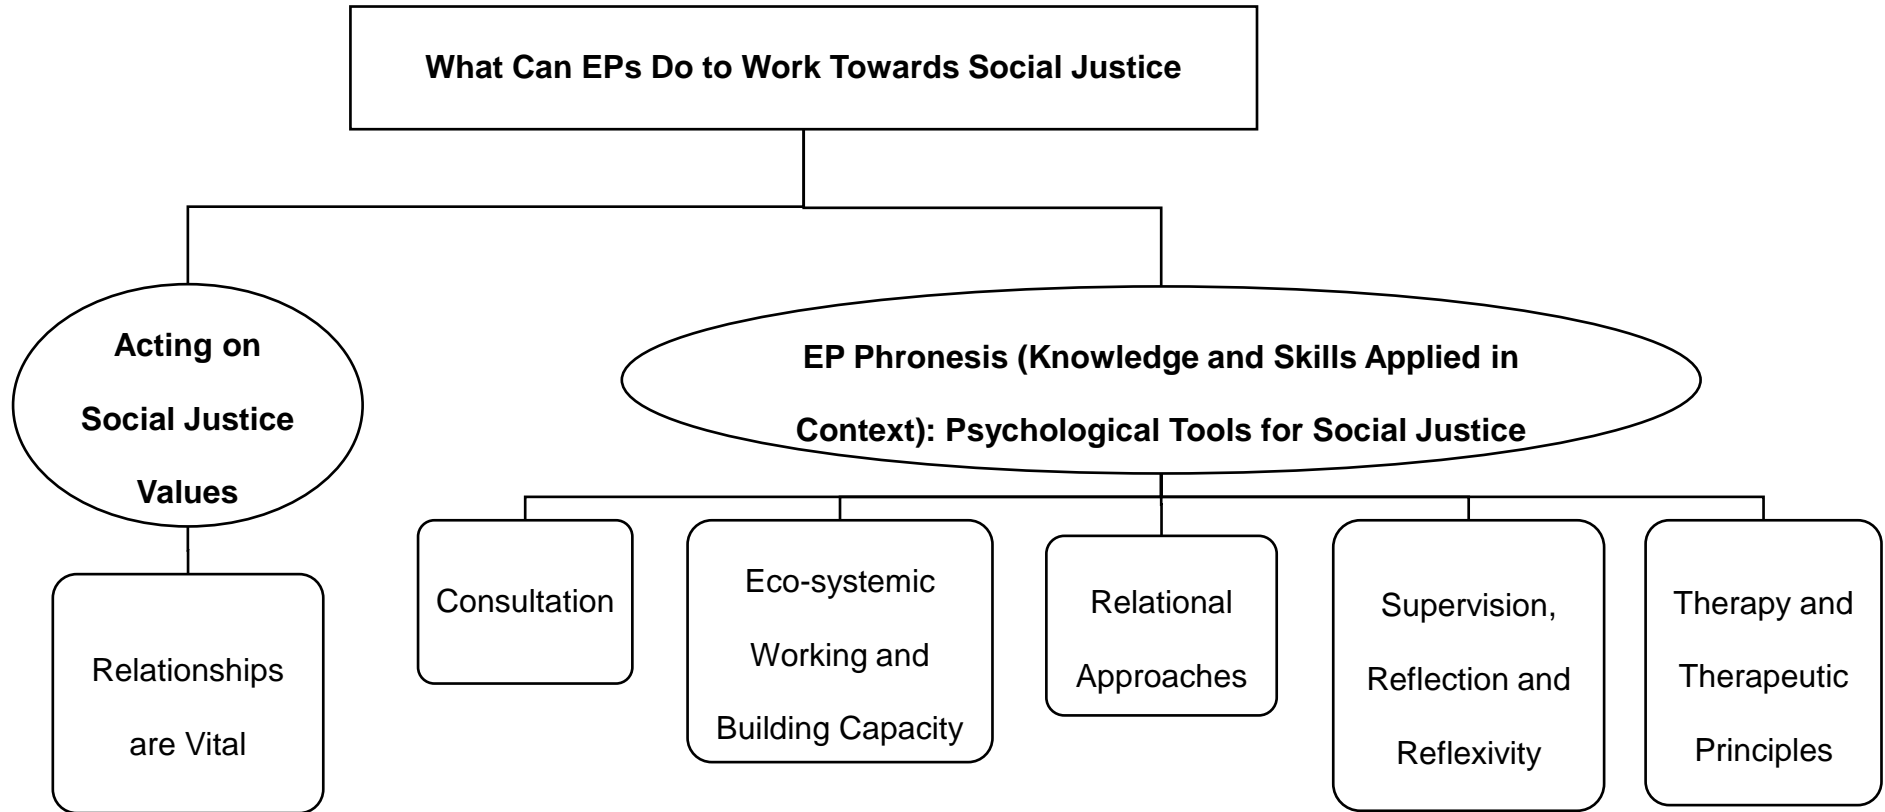 What Can EPs Do to Work Towards Social Justice
Acting on
Social Justice
Values
EP Phronesis (Knowledge and Skills Applied in
Context): Psychological Tools for Social Justice
Relationships
are Vital
Consultation
Eco-systemic
Working and
Building Capacity
Relational
Approaches
Supervision,
Reflection and
Reflexivity
Therapy and
Therapeutic
Principles